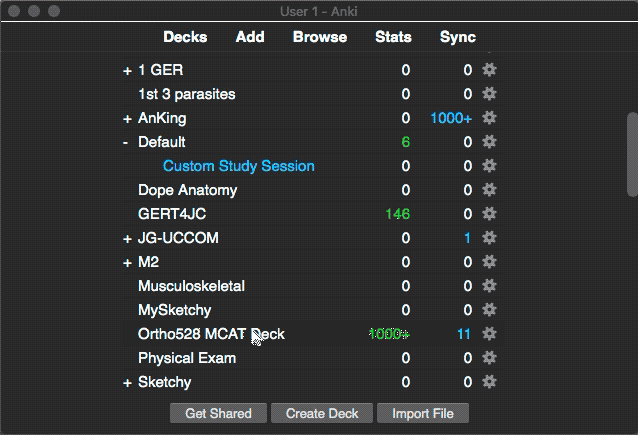 User 1 - Anki
Decks Add Browse Stats Sync
+ 1 GER 0 0
1st 3 parasites 0 0
+ AnKing 0 1000+
- Default 6 0
Custom Study Session 0 0
Dope Anatomy 0 0
GERT4JC 146 0
+ JG-UCCOM 0 1
+ M2 0 0
Musculoskeletal 0 0
MySketchy 0 0
Ortho528 MCAT Deck 1000+ 11
Physical Exam 0 0
+ Sketchy 0 0
Get Shared Create Deck Import File